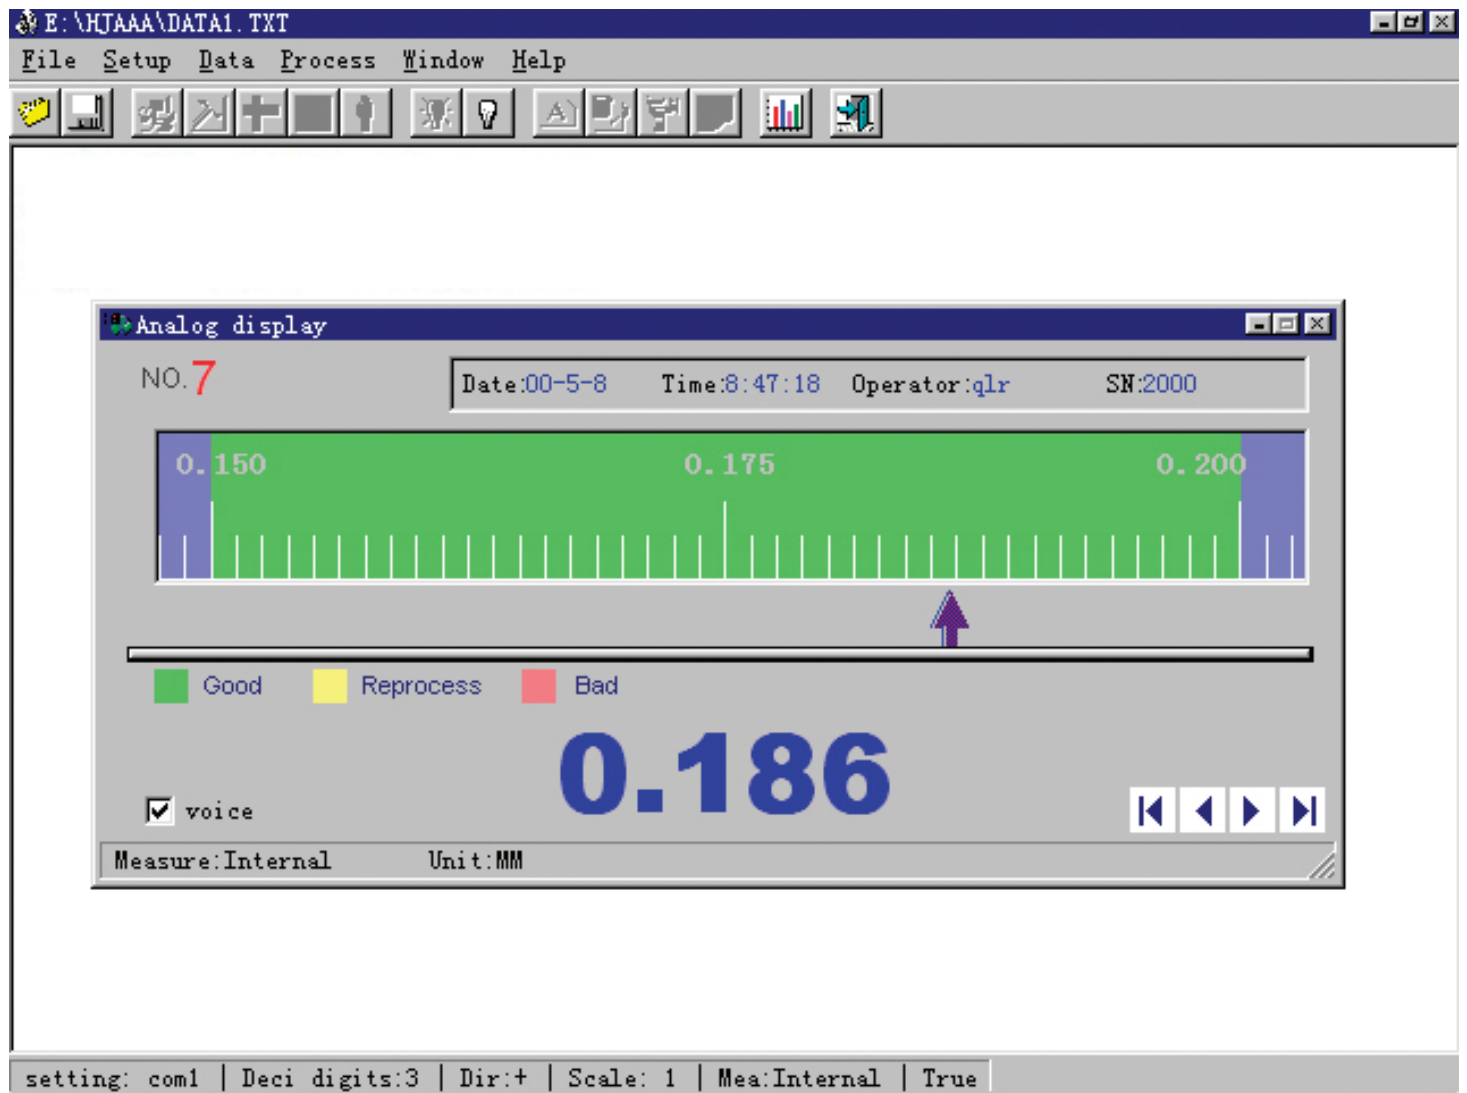 E:\HJAAA\DATA1.TXT
File Setup Data Process Window Help
A
Analog display
NO.7 Date:00-5-8 Time:8:47:18 Operator:qlr SN:2000
0.150 0.175 0.200
Good Reprocess Bad
0.186
voice
Measure:Internal Unit:MM
setting: com1 | Deci digits:3 | Dir:+ | Scale: 1 | Mea:Internal | True